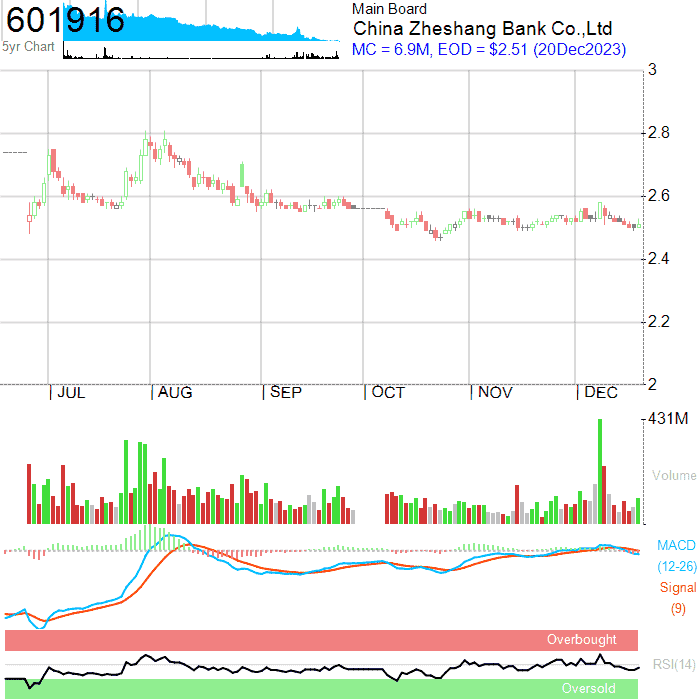 601916
5yr Chart
Main Board
China Zheshang Bank Co.,Ltd
MC = 6.9M, EOD = $2.51 (20Dec2023)
3
2.8
2.6
2.4
2.2
2
JUL AUG SEP OCT NOV DEC
431M
Volume
MACD
(12-26)
Signal
(9)
Overbought
RSI(14)
Oversold